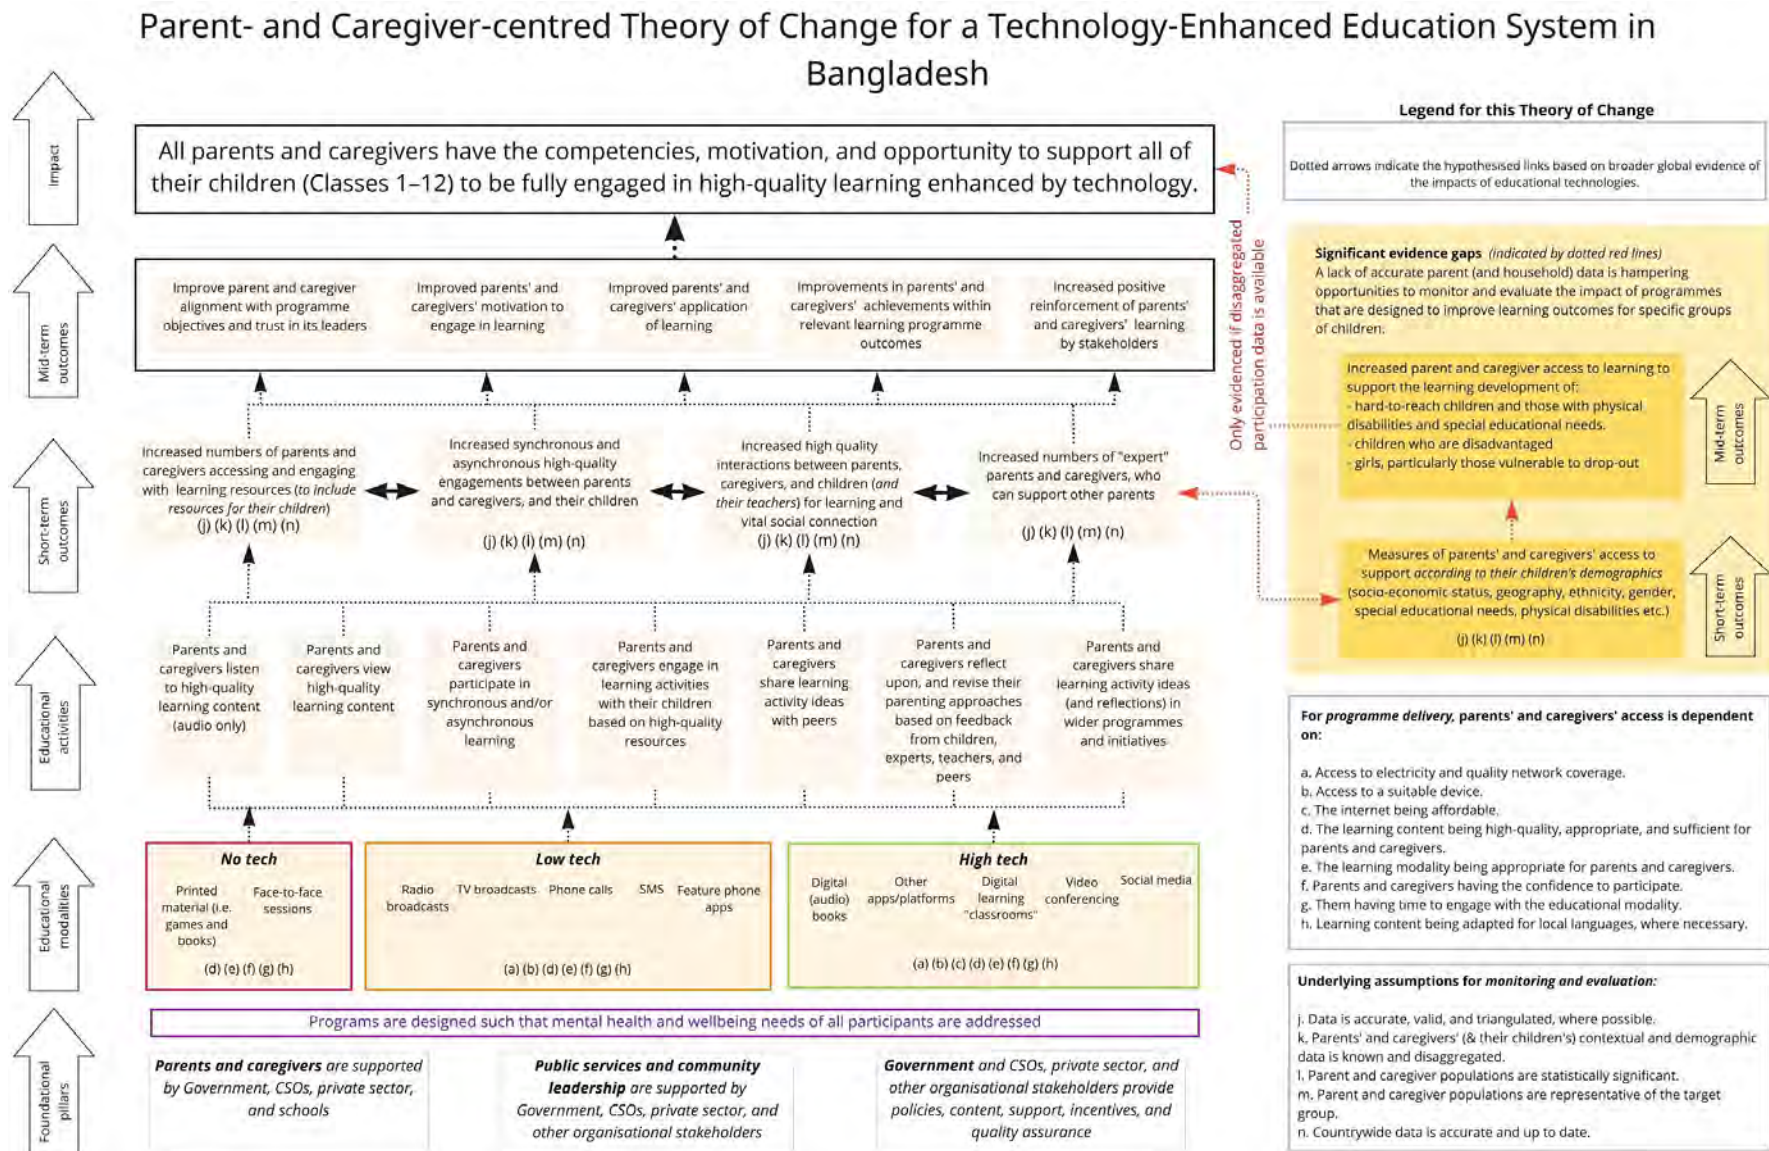 Parent- and Caregiver-centred Theory of Change for a Technology-Enhanced Education System in
Bangladesh
Impact
All parents and caregivers have the competencies, motivation, and opportunity to support all of
their children (Classes 1–12) to be fully engaged in high-quality learning enhanced by technology.
Mid-term
outcomes
Improve parent and caregiver
alignment with programme
objectives and trust in its leaders
Improved parents' and
caregivers' motivation to
engage in learning
Improved parents' and
caregivers' application
of learning
Improvements in parents' and
caregivers' achievements within
relevant learning programme
outcomes
Increased positive
reinforcement of parents'
and caregivers' learning
by stakeholders
Only evidenced if disaggregated
participation data is available
Short-term
outcomes
Increased numbers of parents and
caregivers accessing and engaging
with learning resources (to include
resources for their children)
(j) (k) (l) (m) (n)
Increased synchronous and
asynchronous high-quality
engagements between parents
and caregivers, and their children
(j) (k) (l) (m) (n)
Increased high quality
interactions between parents,
caregivers, and children (and
their teachers) for learning and
vital social connection
(j) (k) (l) (m) (n)
Increased numbers of "expert"
parents and caregivers, who
can support other parents
(j) (k) (l) (m) (n)
Educational
activities
Parents and
caregivers listen
to high-quality
learning content
(audio only)
Parents and
caregivers view
high-quality
learning content
Parents and
caregivers
participate in
synchronous and/or
asynchronous
learning
Parents and
caregivers engage in
learning activities
with their children
based on high-quality
resources
Parents and
caregivers
share learning
activity ideas
with peers
Parents and
caregivers reflect
upon, and revise their
parenting approaches
based on feedback
from children,
experts, teachers, and
peers
Parents and
caregivers share
learning activity ideas
(and reflections) in
wider programmes
and initiatives
Educational
modalities
No tech
Printed
material (i.e.
games and
books)
Face-to-face
sessions
(d) (e) (f) (g) (h)
Low tech
Radio
broadcasts
TV broadcasts
Phone calls
SMS
Feature phone
apps
(a) (b) (d) (e) (f) (g) (h)
High tech
Digital
(audio)
books
Other
apps/platforms
Digital
learning
"classrooms"
Video
conferencing
Social media
(a) (b) (c) (d) (e) (f) (g) (h)
Foundational
pillars
Programs are designed such that mental health and wellbeing needs of all participants are addressed
Parents and caregivers are supported
by Government, CSOs, private sector,
and schools
Public services and community
leadership are supported by
Government, CSOs, private sector, and
other organisational stakeholders
Government and CSOs, private sector, and
other organisational stakeholders provide
policies, content, support, incentives, and
quality assurance
Legend for this Theory of Change
Dotted arrows indicate the hypothesised links based on broader global evidence of
the impacts of educational technologies.
Significant evidence gaps (indicated by dotted red lines)
A lack of accurate parent (and household) data is hampering
opportunities to monitor and evaluate the impact of programmes
that are designed to improve learning outcomes for specific groups
of children.
Increased parent and caregiver access to learning to
support the learning development of:
- hard-to-reach children and those with physical
disabilities and special educational needs.
- children who are disadvantaged
- girls, particularly those vulnerable to drop-out
Mid-term
outcomes
Measures of parents' and caregivers' access to
support according to their children's demographics
(socio-economic status, geography, ethnicity, gender,
special educational needs, physical disabilities etc.)
(j) (k) (l) (m) (n)
Short-term
outcomes
For programme delivery, parents' and caregivers' access is dependent
on:
a. Access to electricity and quality network coverage.
b. Access to a suitable device.
c. The internet being affordable.
d. The learning content being high-quality, appropriate, and sufficient for
parents and caregivers.
e. The learning modality being appropriate for parents and caregivers.
f. Parents and caregivers having the confidence to participate.
g. Them having time to engage with the educational modality.
h. Learning content being adapted for local languages, where necessary.
Underlying assumptions for monitoring and evaluation:
j. Data is accurate, valid, and triangulated, where possible.
k. Parents' and caregivers' (& their children's) contextual and demographic
data is known and disaggregated.
l. Parent and caregiver populations are statistically significant.
m. Parent and caregiver populations are representative of the target
group.
n. Countrywide data is accurate and up to date.